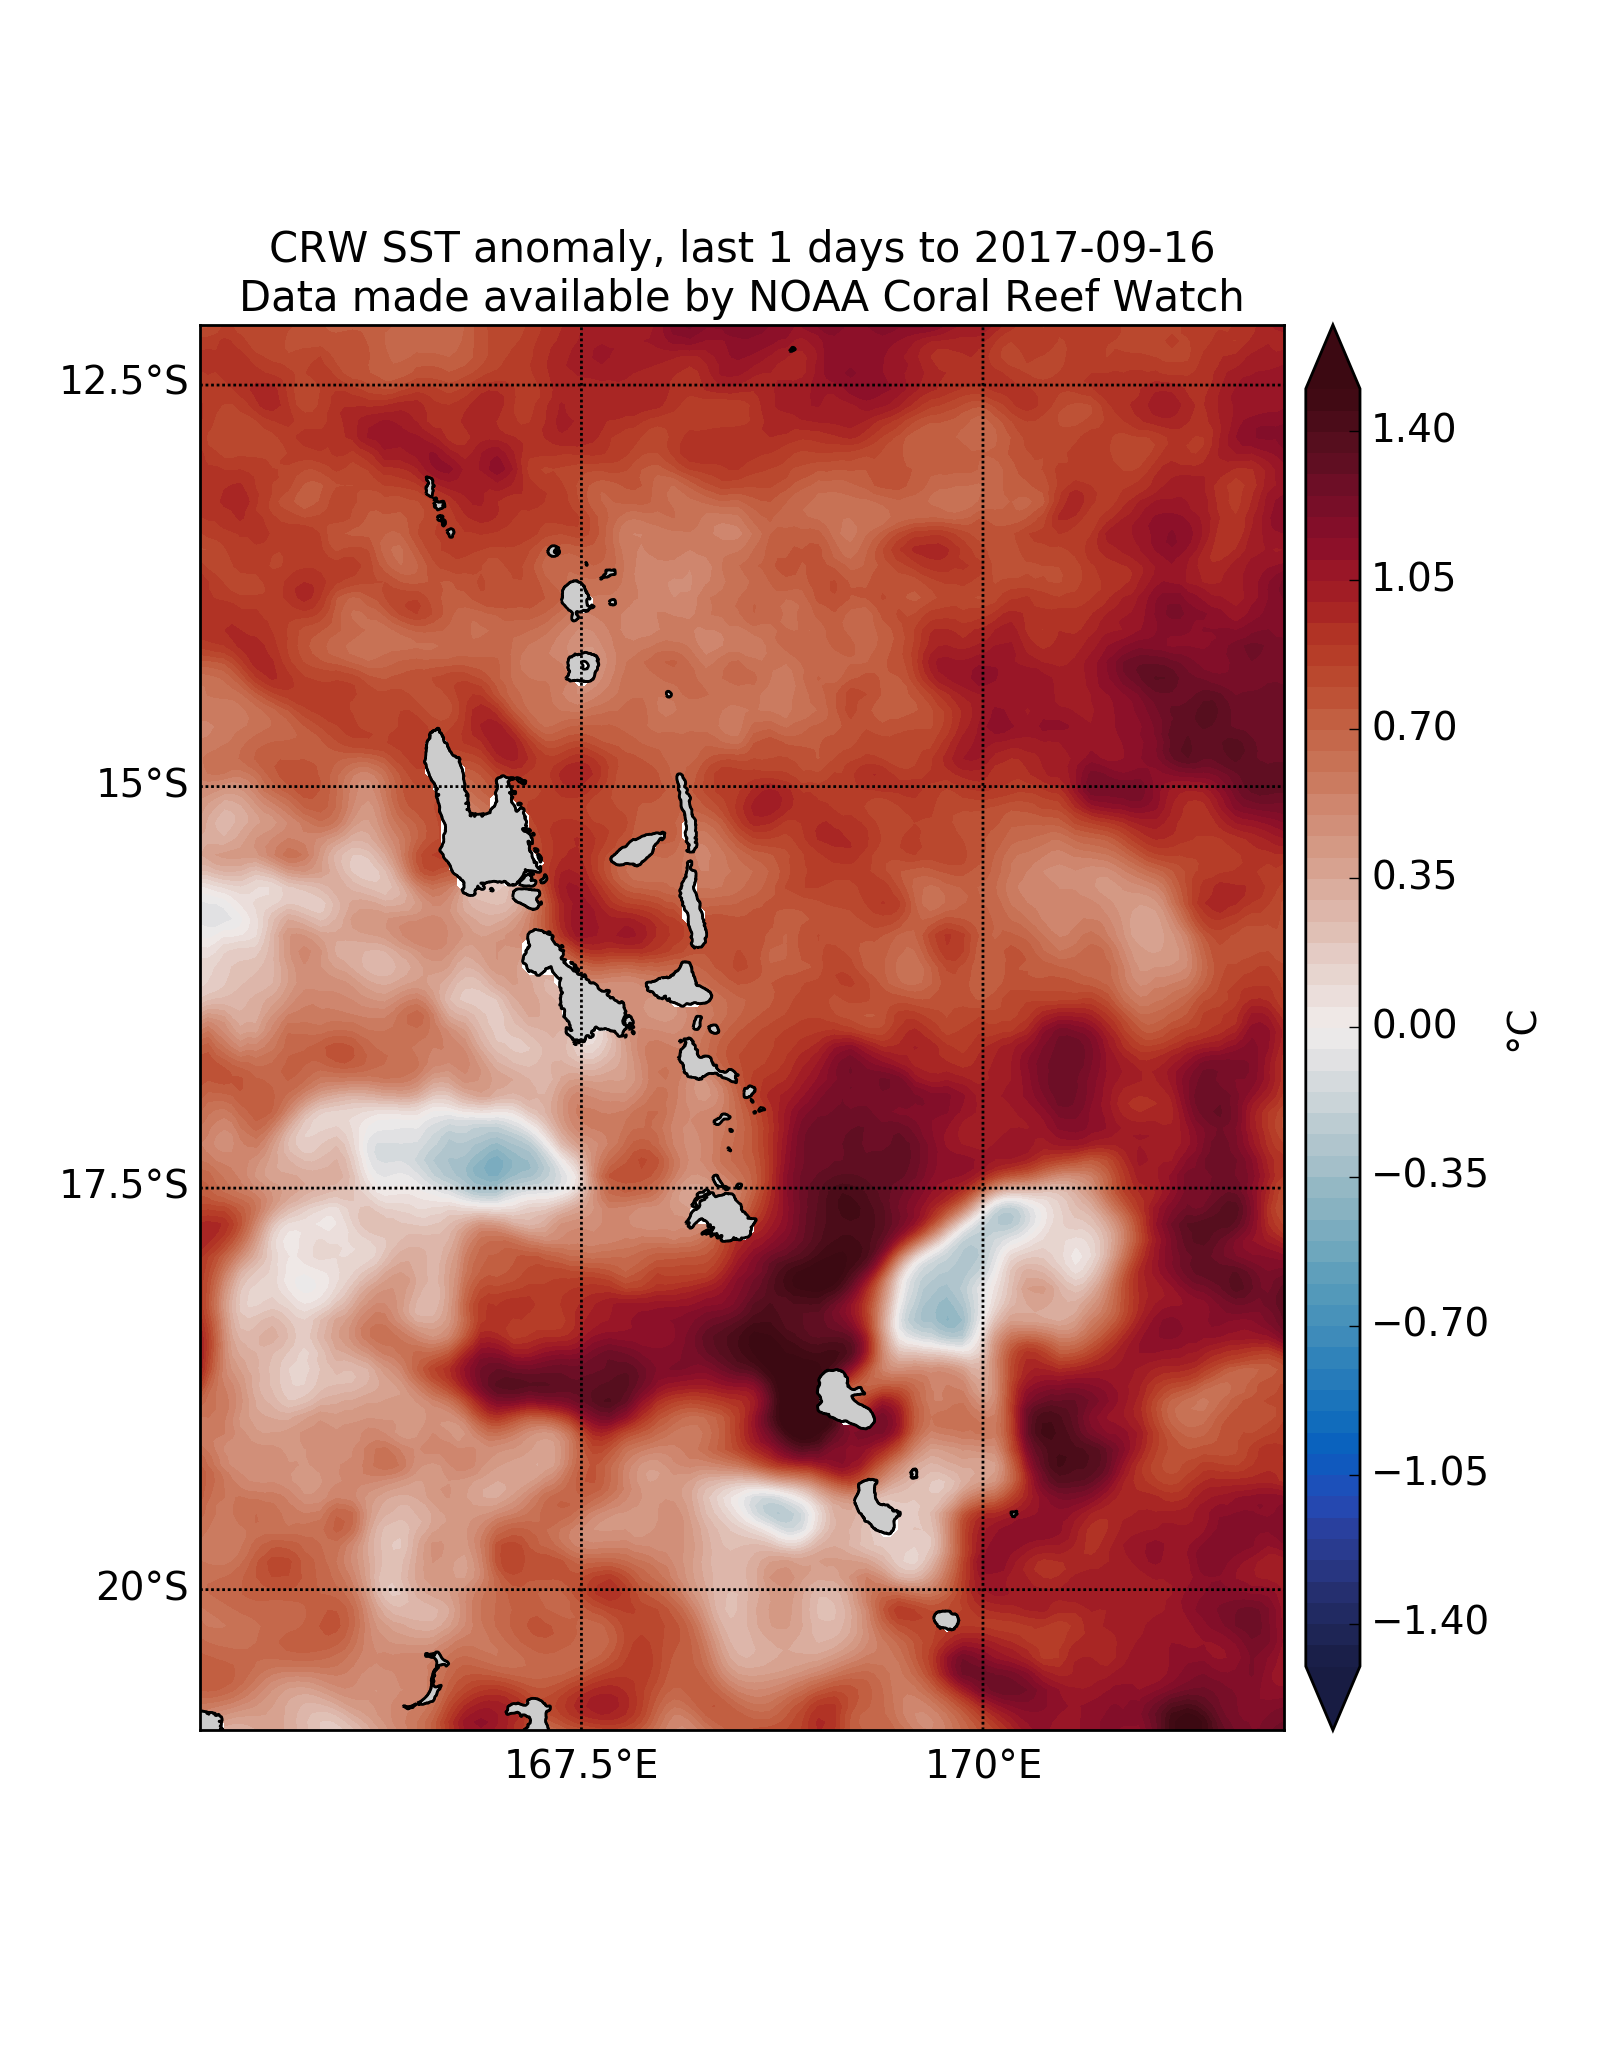 CRW SST anomaly, last 1 days to 2017-09-16
Data made available by NOAA Coral Reef Watch
12.5°S
15°S
17.5°S
20°S
167.5°E
170°E
1.40
1.05
0.70
0.35
0.00
−0.35
−0.70
−1.05
−1.40
°C